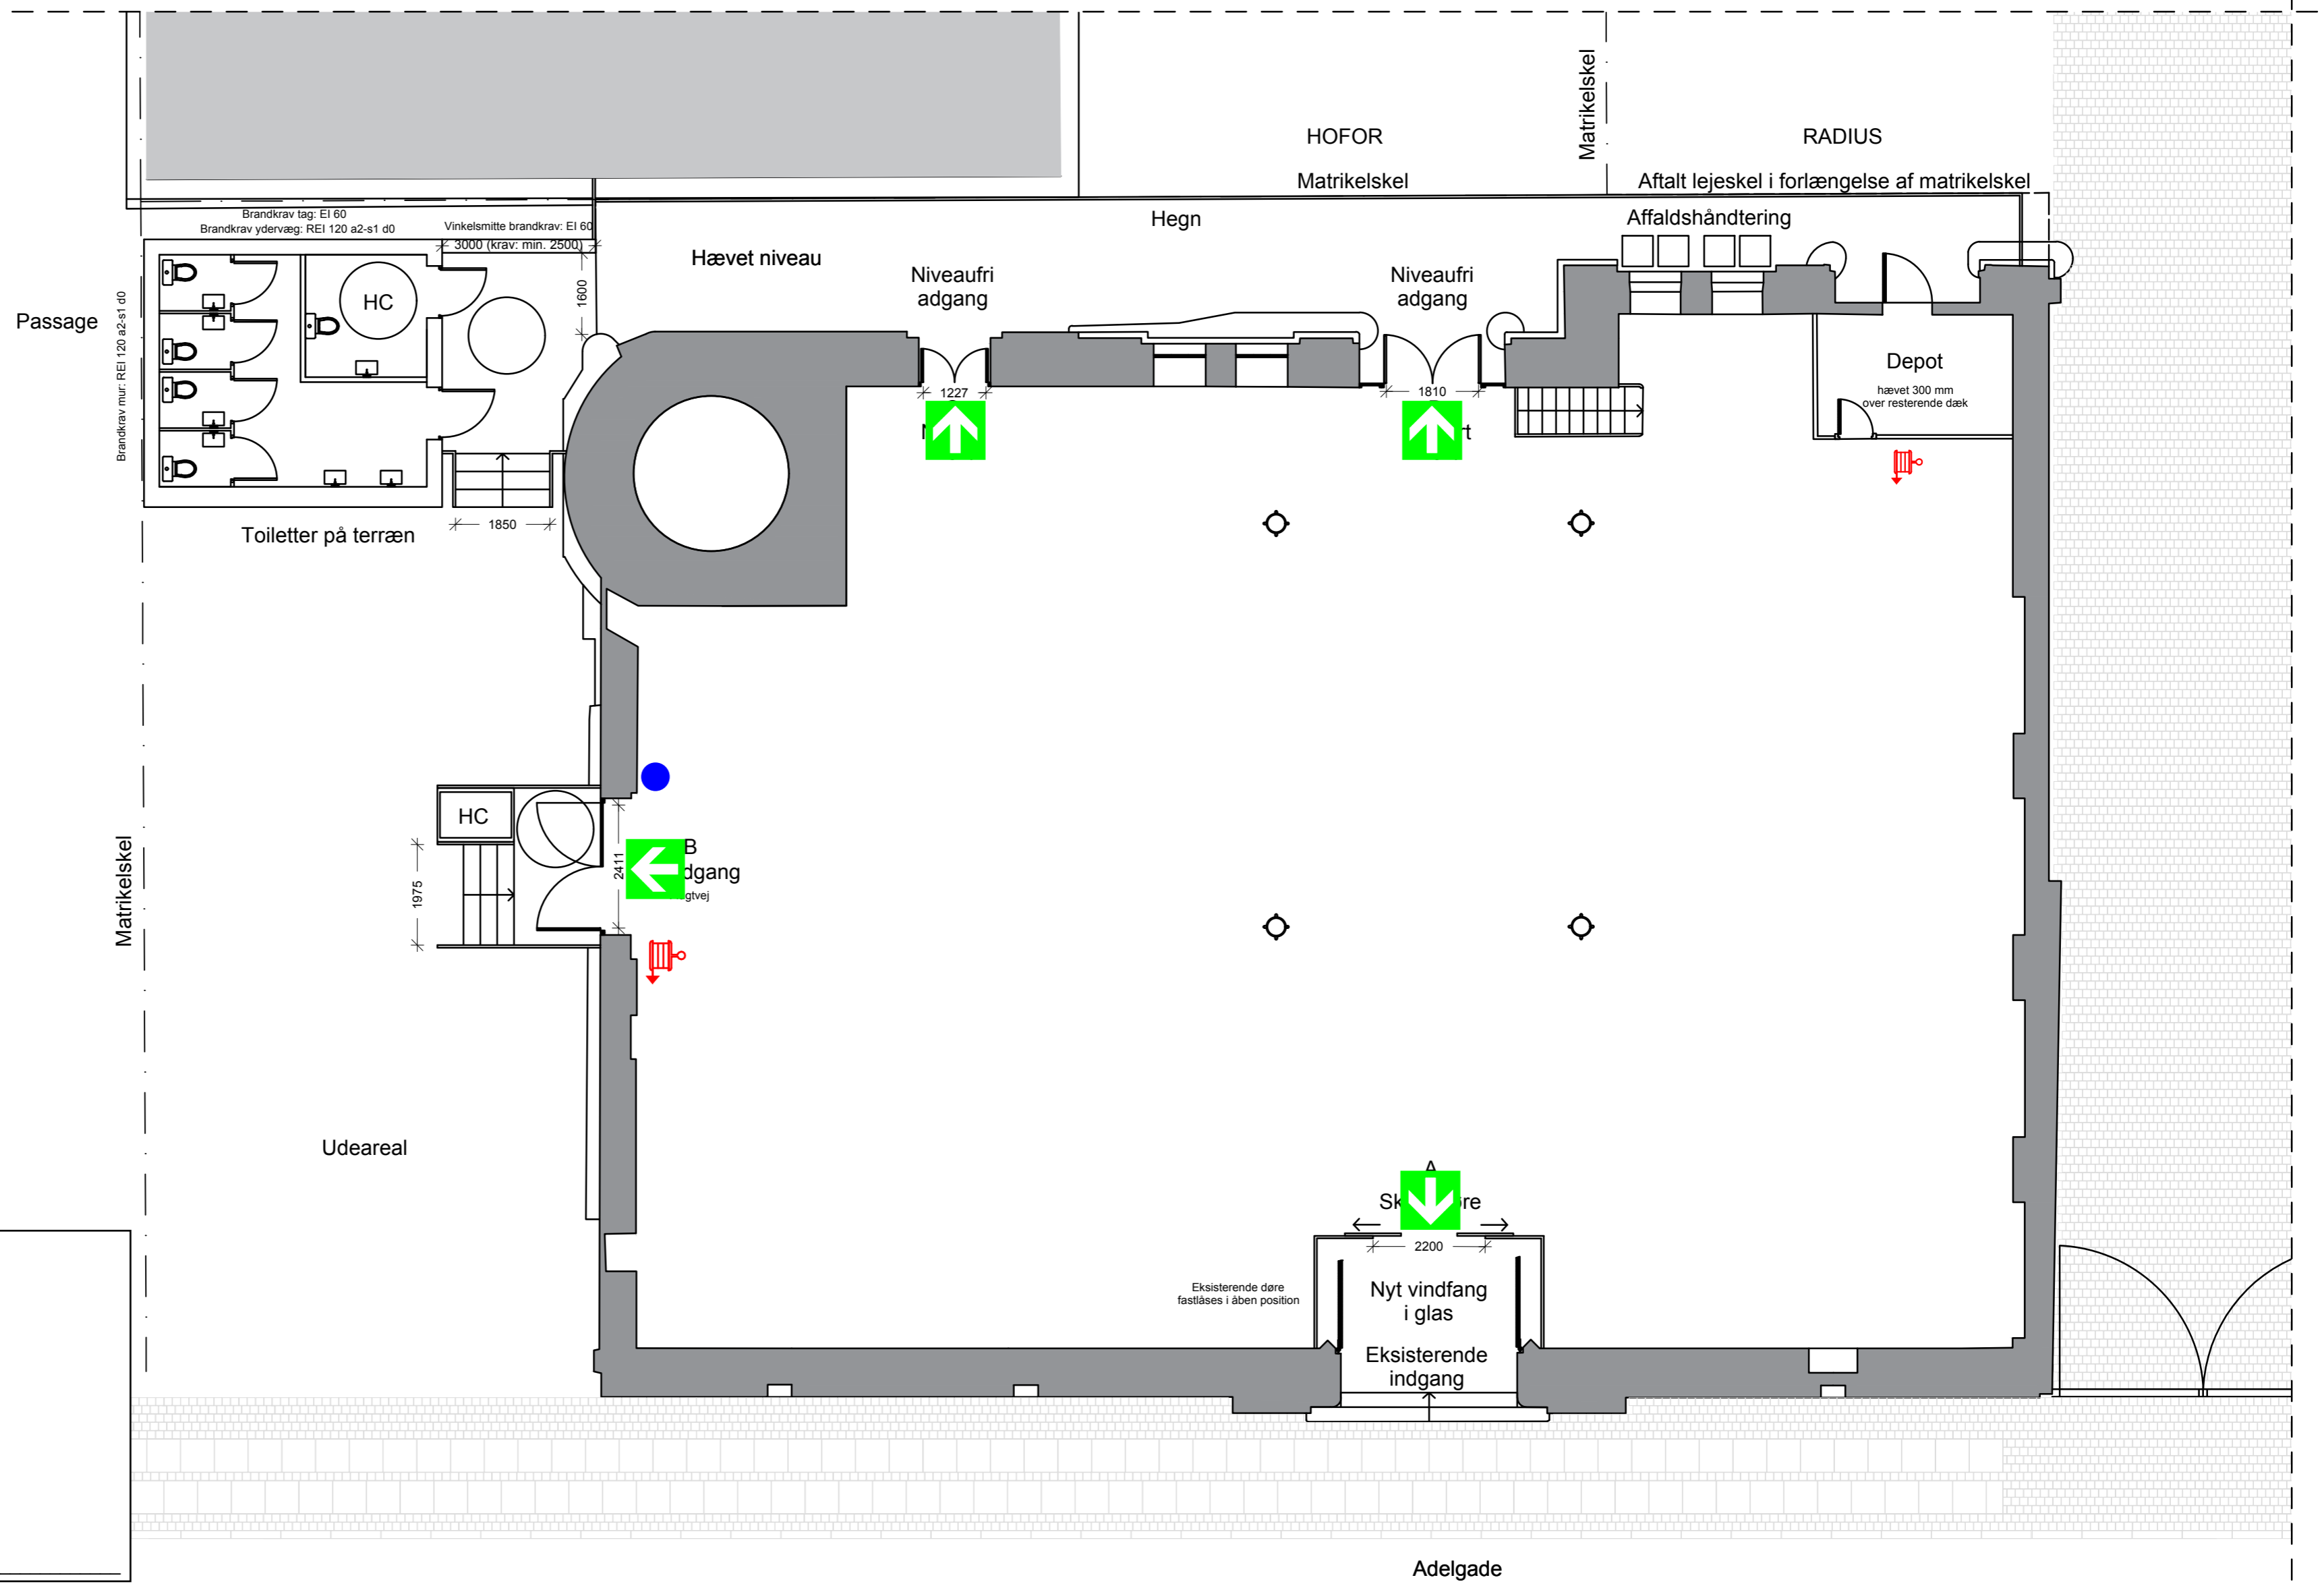 HOFOR
RADIUS
Matrikelskel
Matrikelskel
Aftalt lejeskel i forlængelse af matrikelskel
Brandkrav tag: EI 60
Brandkrav ydervæg: REI 120 a2-s1 d0
Vinkelsmitte brandkrav: EI 60
3000 (krav: min. 2500)
Hegn
Affaldshåndtering
Hævet niveau
Niveaufri
adgang
Niveaufri
adgang
1600
HC
Passage
Brandkrav mur: REI 120 a2-s1 d0
Depot
hævet 300 mm
over resterende dæk
1227
1810
1850
Toiletter på terræn
HC
2411
1975
B
Matrikelskel
Udeareal
A
2200
Eksisterende døre
fastlåses i åben position
Nyt vindfang
i glas
Eksisterende
indgang
Adelgade